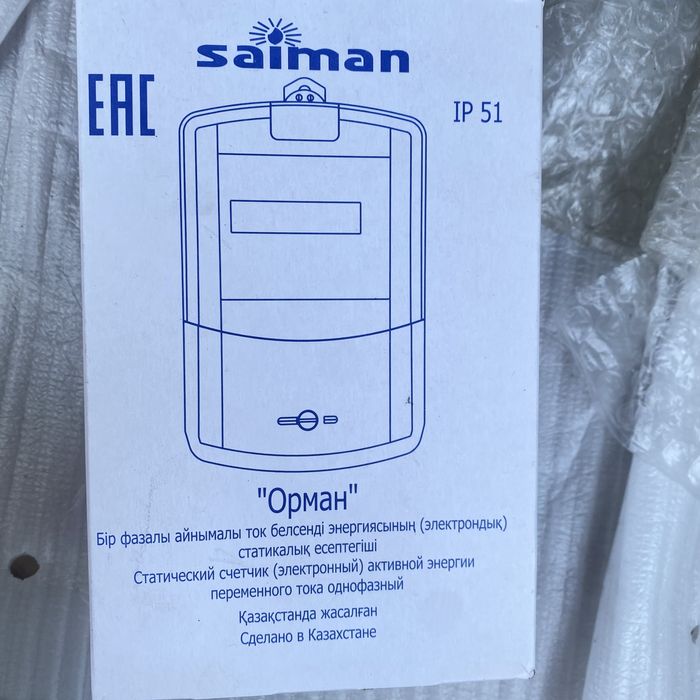 saiman
EAC
IP 51
"Орман"
Бір фазалы айнымалы ток белсенді энергиясының (электрондық)
статикалық есептегіші
Статический счетчик (электронный) активной энергии
переменного тока однофазный
Қазақстанда жасалған
Сделано в Казахстане